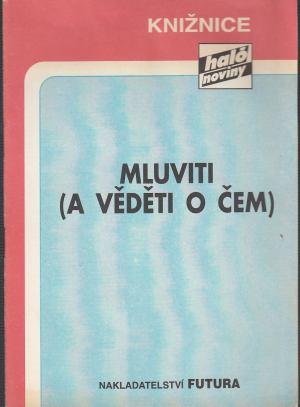 KNIŽNICE
haló
noviny
MLUVITI
(A VĚDĚTI O ČEM)
NAKLADATELSTVÍ FUTURA